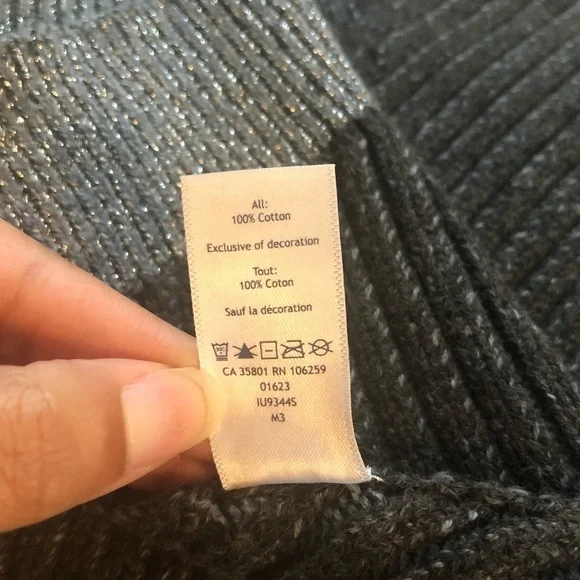 All:
100% Cotton
Exclusive of decoration
Tout:
100% Coton
Sauf la décoration
CA 35801 RN 106259
01623
IU9344S
M3